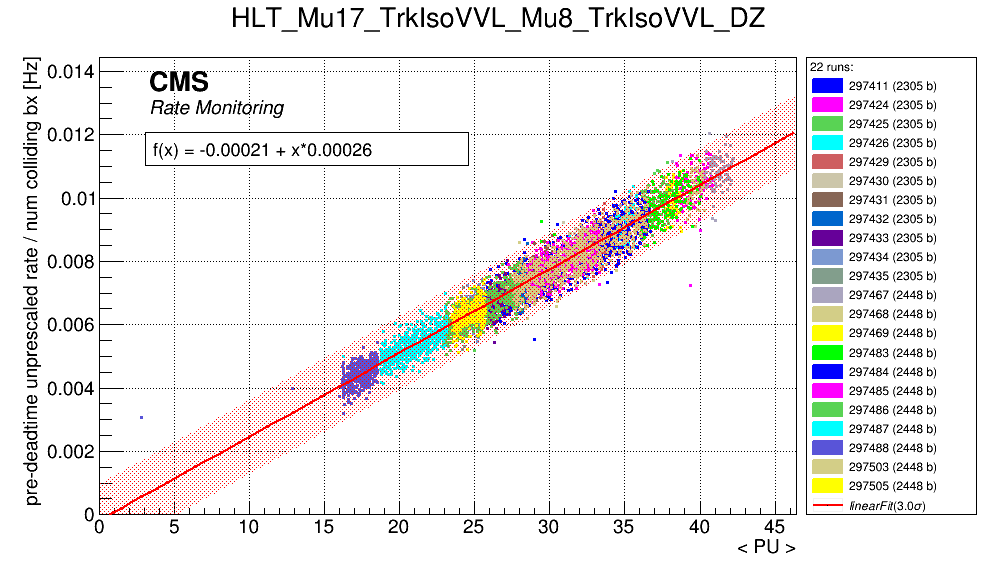 HLT_Mu17_TrkIsoVVL_Mu8_TrkIsoVVL_DZ
pre-deadtime unprescaled rate / num colliding bx [Hz]
0.014
0.012
0.01
0.008
0.006
0.004
0.002
0
CMS
Rate Monitoring
f(x) = -0.00021 + x*0.00026
0 5 10 15 20 25 30 35 40 45
< PU >
22 runs:
297411 (2305 b)
297424 (2305 b)
297425 (2305 b)
297426 (2305 b)
297429 (2305 b)
297430 (2305 b)
297431 (2305 b)
297432 (2305 b)
297433 (2305 b)
297434 (2305 b)
297435 (2305 b)
297467 (2448 b)
297468 (2448 b)
297469 (2448 b)
297483 (2448 b)
297484 (2448 b)
297485 (2448 b)
297486 (2448 b)
297487 (2448 b)
297488 (2448 b)
297503 (2448 b)
297505 (2448 b)
linearFit(3.0σ)